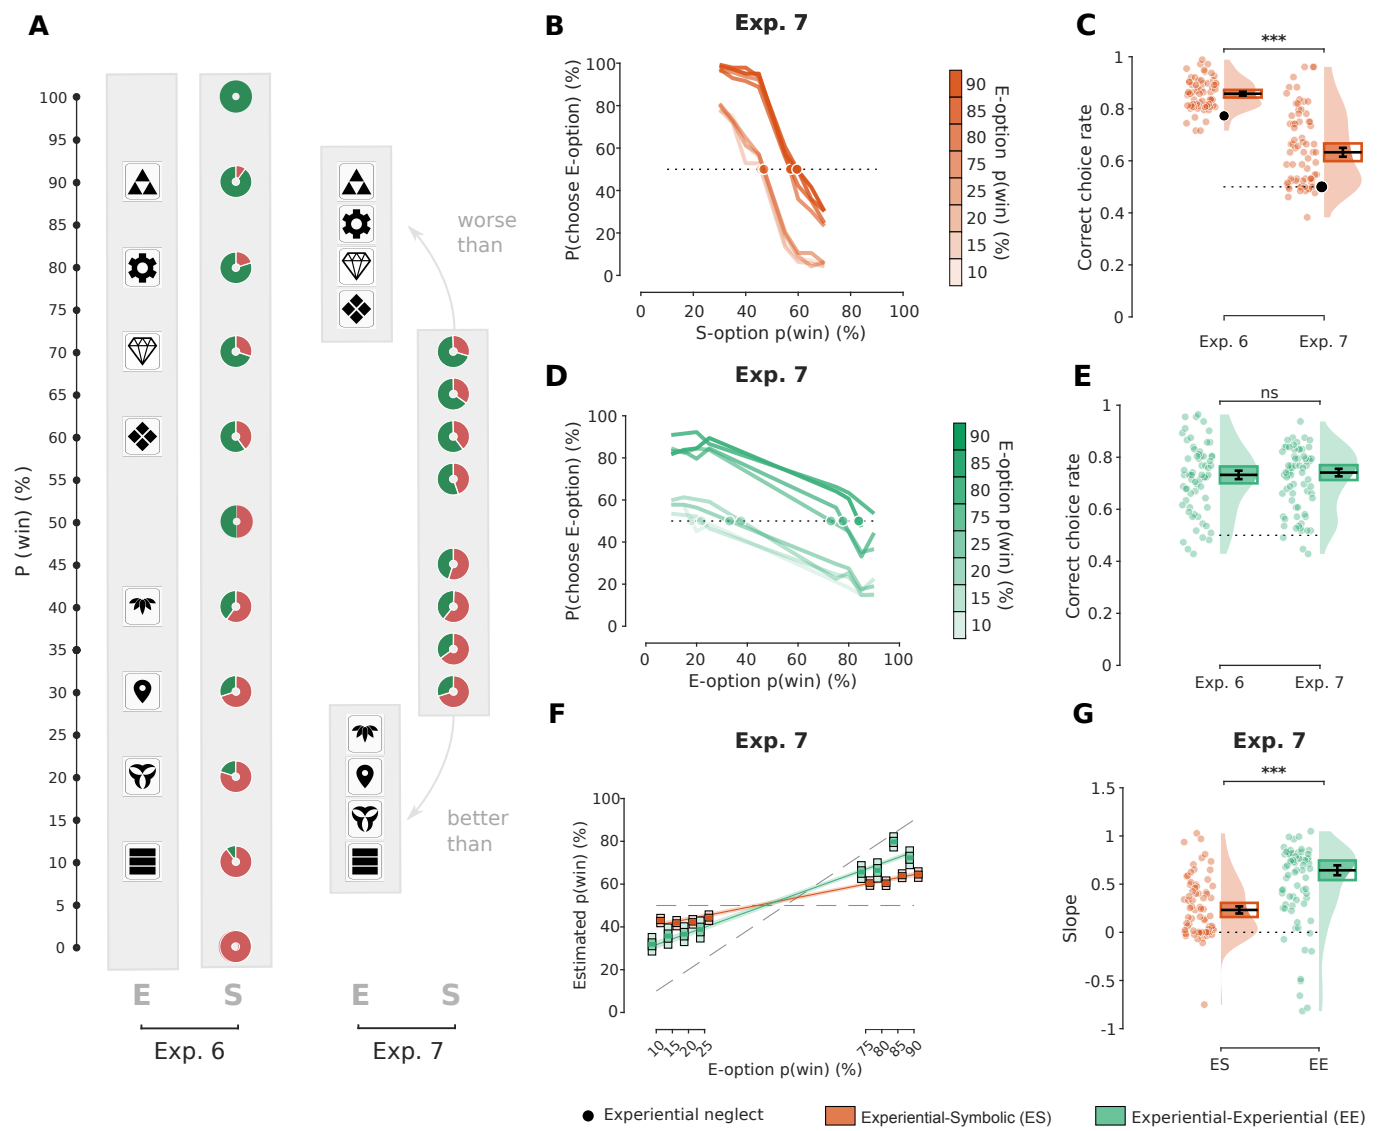 A
100
95
90
85
80
75
70
65
60
55
50
45
40
35
30
25
20
15
10
5
0
P (win) (%)
worse
than
better
than
E
S
E
S
Exp. 6
Exp. 7
B
Exp. 7
P(choose E-option) (%)
100
80
60
40
20
0
0
20
40
60
80
100
S-option p(win) (%)
90
85
80
75
25
20
15
10
E-option p(win) (%)
C
***
Correct choice rate
1
0.8
0.6
0.4
0.2
0
Exp. 6
Exp. 7
D
Exp. 7
P(choose E-option) (%)
100
80
60
40
20
0
0
20
40
60
80
100
E-option p(win) (%)
90
85
80
75
25
20
15
10
E-option p(win) (%)
E
ns
Correct choice rate
1
0.8
0.6
0.4
0.2
0
Exp. 6
Exp. 7
F
Exp. 7
Estimated p(win) (%)
100
80
60
40
20
0
10
15
20
25
75
80
85
90
E-option p(win) (%)
G
Exp. 7
***
Slope
1.5
1
0.5
0
-0.5
-1
ES
EE
Experiential neglect
Experiential-Symbolic (ES)
Experiential-Experiential (EE)